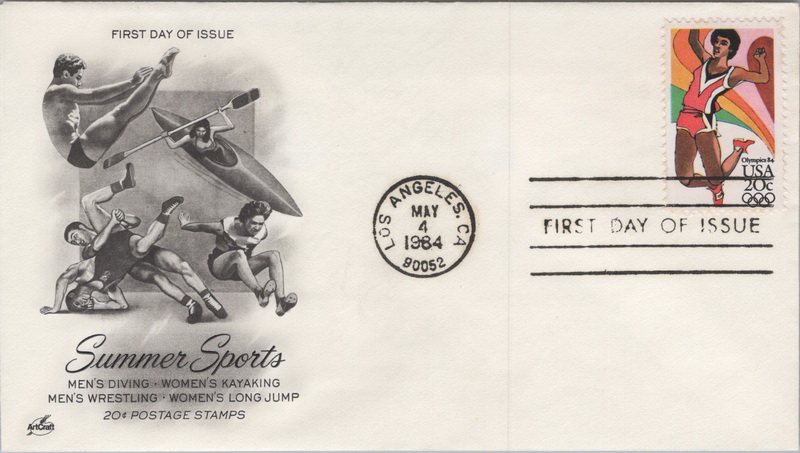 FIRST DAY OF ISSUE
Summer Sports
MEN'S DIVING · WOMEN'S KAYAKING
MEN'S WRESTLING · WOMEN'S LONG JUMP
20¢ POSTAGE STAMPS
ArtCraft
LOS ANGELES, CA
MAY
4
1984
90052
Olympics 84
USA
20c
FIRST DAY OF ISSUE